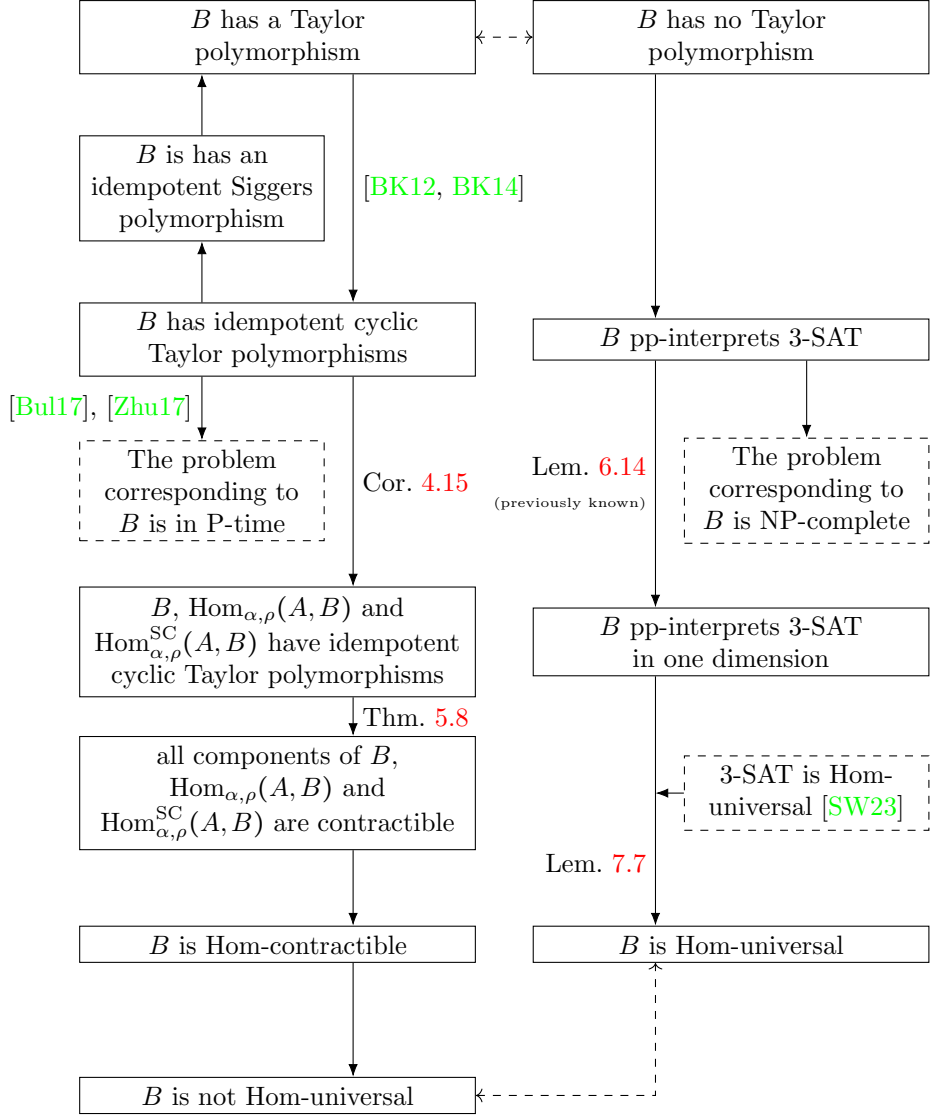 B has a Taylor
polymorphism
B has no Taylor
polymorphism
B is has an
idempotent Siggers
polymorphism
[BK12, BK14]
B has idempotent cyclic
Taylor polymorphisms
B pp-interprets 3-SAT
[Bul17], [Zhu17]
The problem
corresponding to
B is in P-time
Cor. 4.15
Lem. 6.14
(previously known)
The problem
corresponding to
B is NP-complete
B, Hom_{α,ρ}(A, B) and
Hom^{SC}_{α,ρ}(A, B) have idempotent
cyclic Taylor polymorphisms
B pp-interprets 3-SAT
in one dimension
Thm. 5.8
all components of B,
Hom_{α,ρ}(A, B) and
Hom^{SC}_{α,ρ}(A, B) are contractible
3-SAT is Hom-
universal [SW23]
Lem. 7.7
B is Hom-contractible
B is Hom-universal
B is not Hom-universal